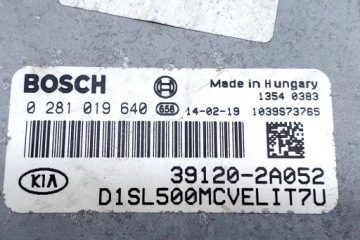 BOSCH Made in Hungary
1354 0383
0 281 019 640 658 14-02-19 1039S73765
39120-2A052
KIA D1SL500MCVELIT7U